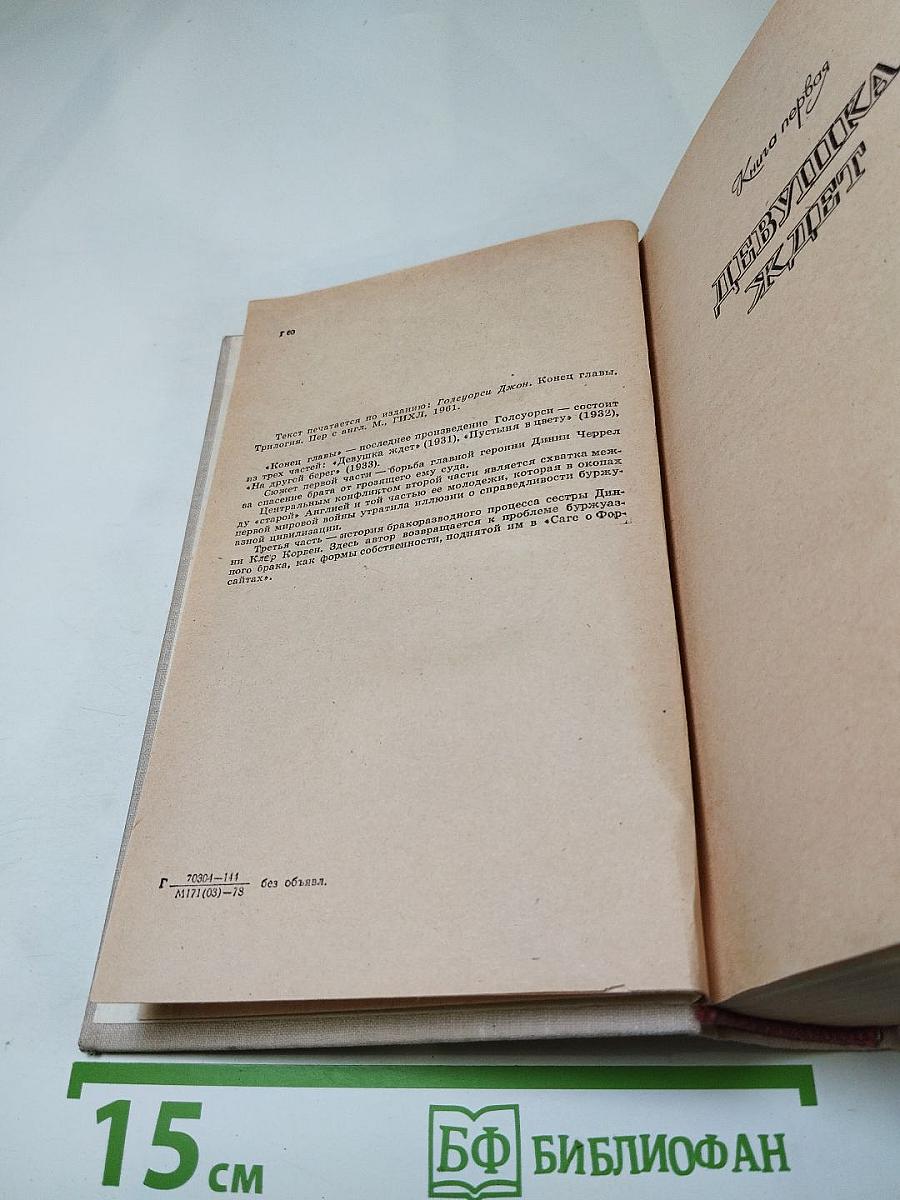 Г 60
Текст печатается по изданию: Голсуорси Джон. Конец главы.
Трилогия. Пер с англ. М., ГИХЛ, 1961.
«Конец главы» — последнее произведение Голсуорси — состоит
из трех частей: «Девушка ждет» (1931), «Пустыня в цвету» (1932),
«На другой берег» (1933).
Сюжет первой части — борьба главной героини Динни Черрел
за спасение брата от грозящего ему суда.
Центральным конфликтом второй части является схватка меж-
ду «старой» Англией и той частью ее молодежи, которая в окопах
первой мировой войны утратила иллюзии о справедливости буржу-
азной цивилизации.
Третья часть — история бракоразводного процесса сестры Дин-
ни Клер Корвен. Здесь автор возвращается к проблеме буржуаз-
ного брака, как формы собственности, поднятой им в «Саге о Фор-
сайтах».
Г 70304—144
М171(03)—78 без объявл.
Книга первая
ДЕВУШКА
ЖДЕТ
15 см
БФ БИБЛИОФАН